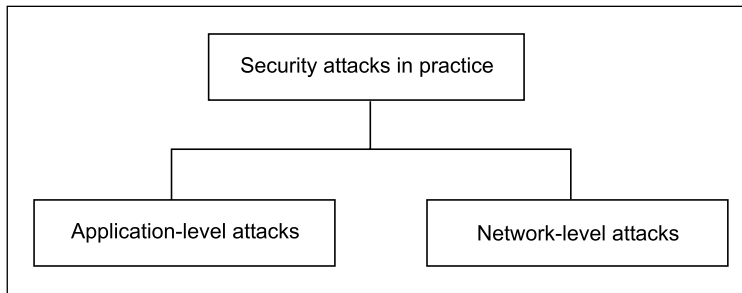 Security attacks in practice
Application-level attacks
Network-level attacks